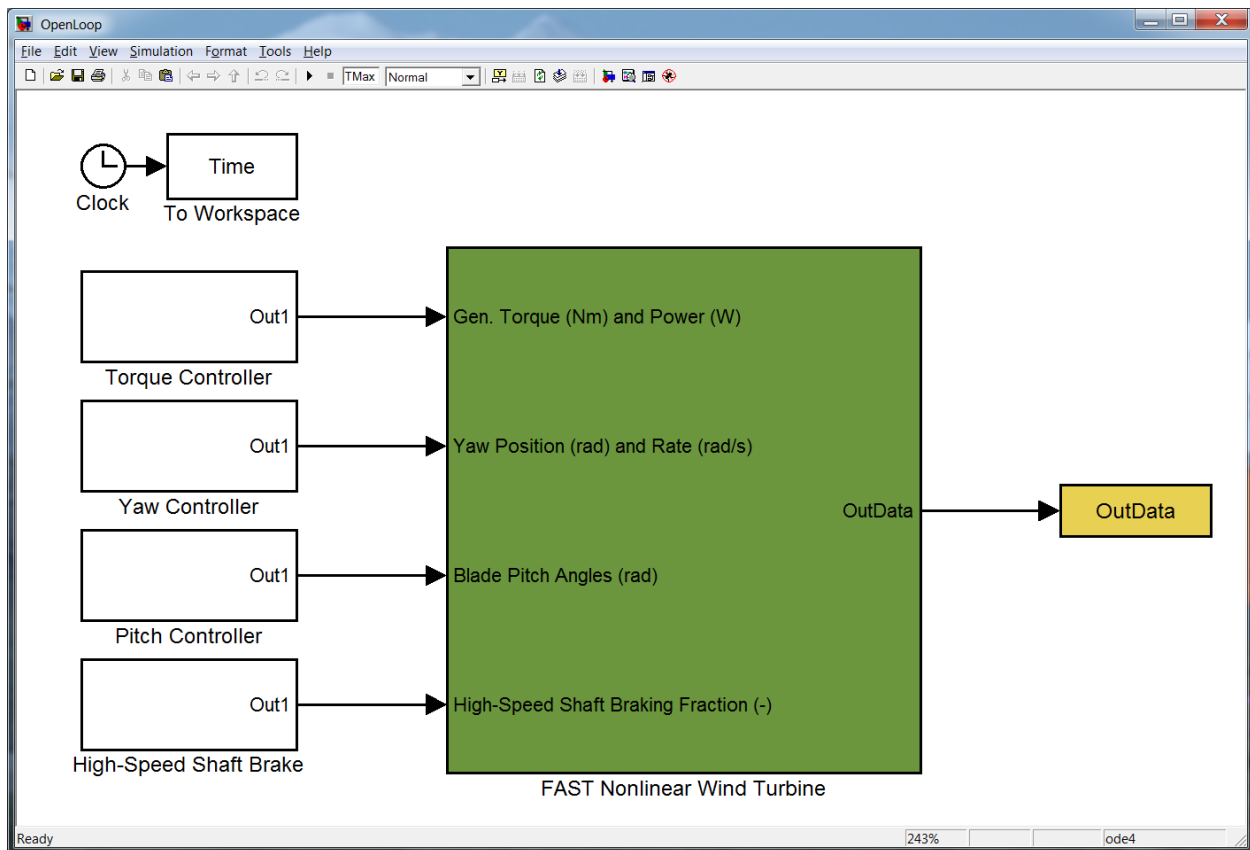 OpenLoop
File Edit View Simulation Format Tools Help
TMax Normal
Time
Clock
To Workspace
Out1
Gen. Torque (Nm) and Power (W)
Torque Controller
Out1
Yaw Position (rad) and Rate (rad/s)
Yaw Controller
OutData
OutData
Out1
Blade Pitch Angles (rad)
Pitch Controller
Out1
High-Speed Shaft Braking Fraction (-)
High-Speed Shaft Brake
FAST Nonlinear Wind Turbine
Ready
243%
ode4